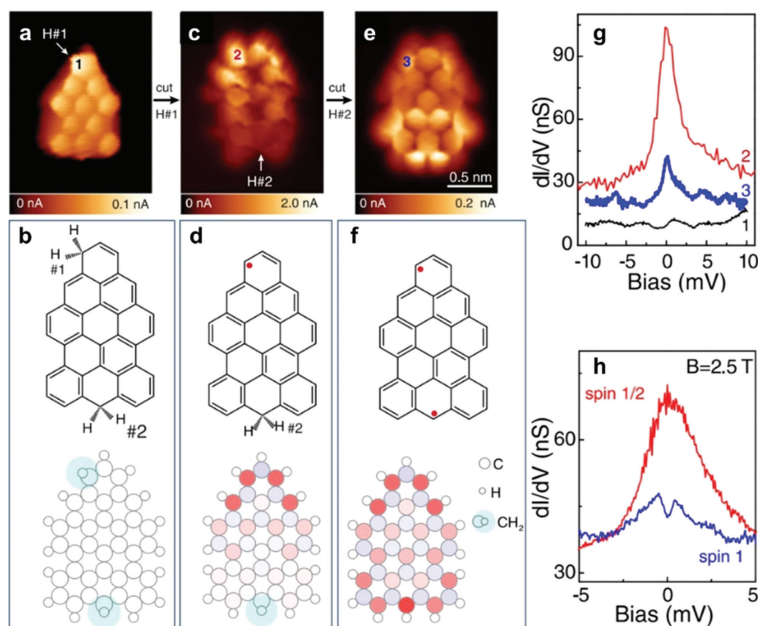 a
H#1
1
cut
H#1
c
2
H#2
cut
H#2
e
3
0.5 nm
0 nA
0.1 nA
0 nA
2.0 nA
0 nA
0.2 nA
b
H
H
#1
H
H
#2
d
H
H
#2
f
C
H
CH₂
g
dI/dV (nS)
90
60
30
0
2
3
1
-10
-5
0
5
10
Bias (mV)
h
B=2.5 T
spin 1/2
dI/dV (nS)
60
30
spin 1
-5
0
5
Bias (mV)